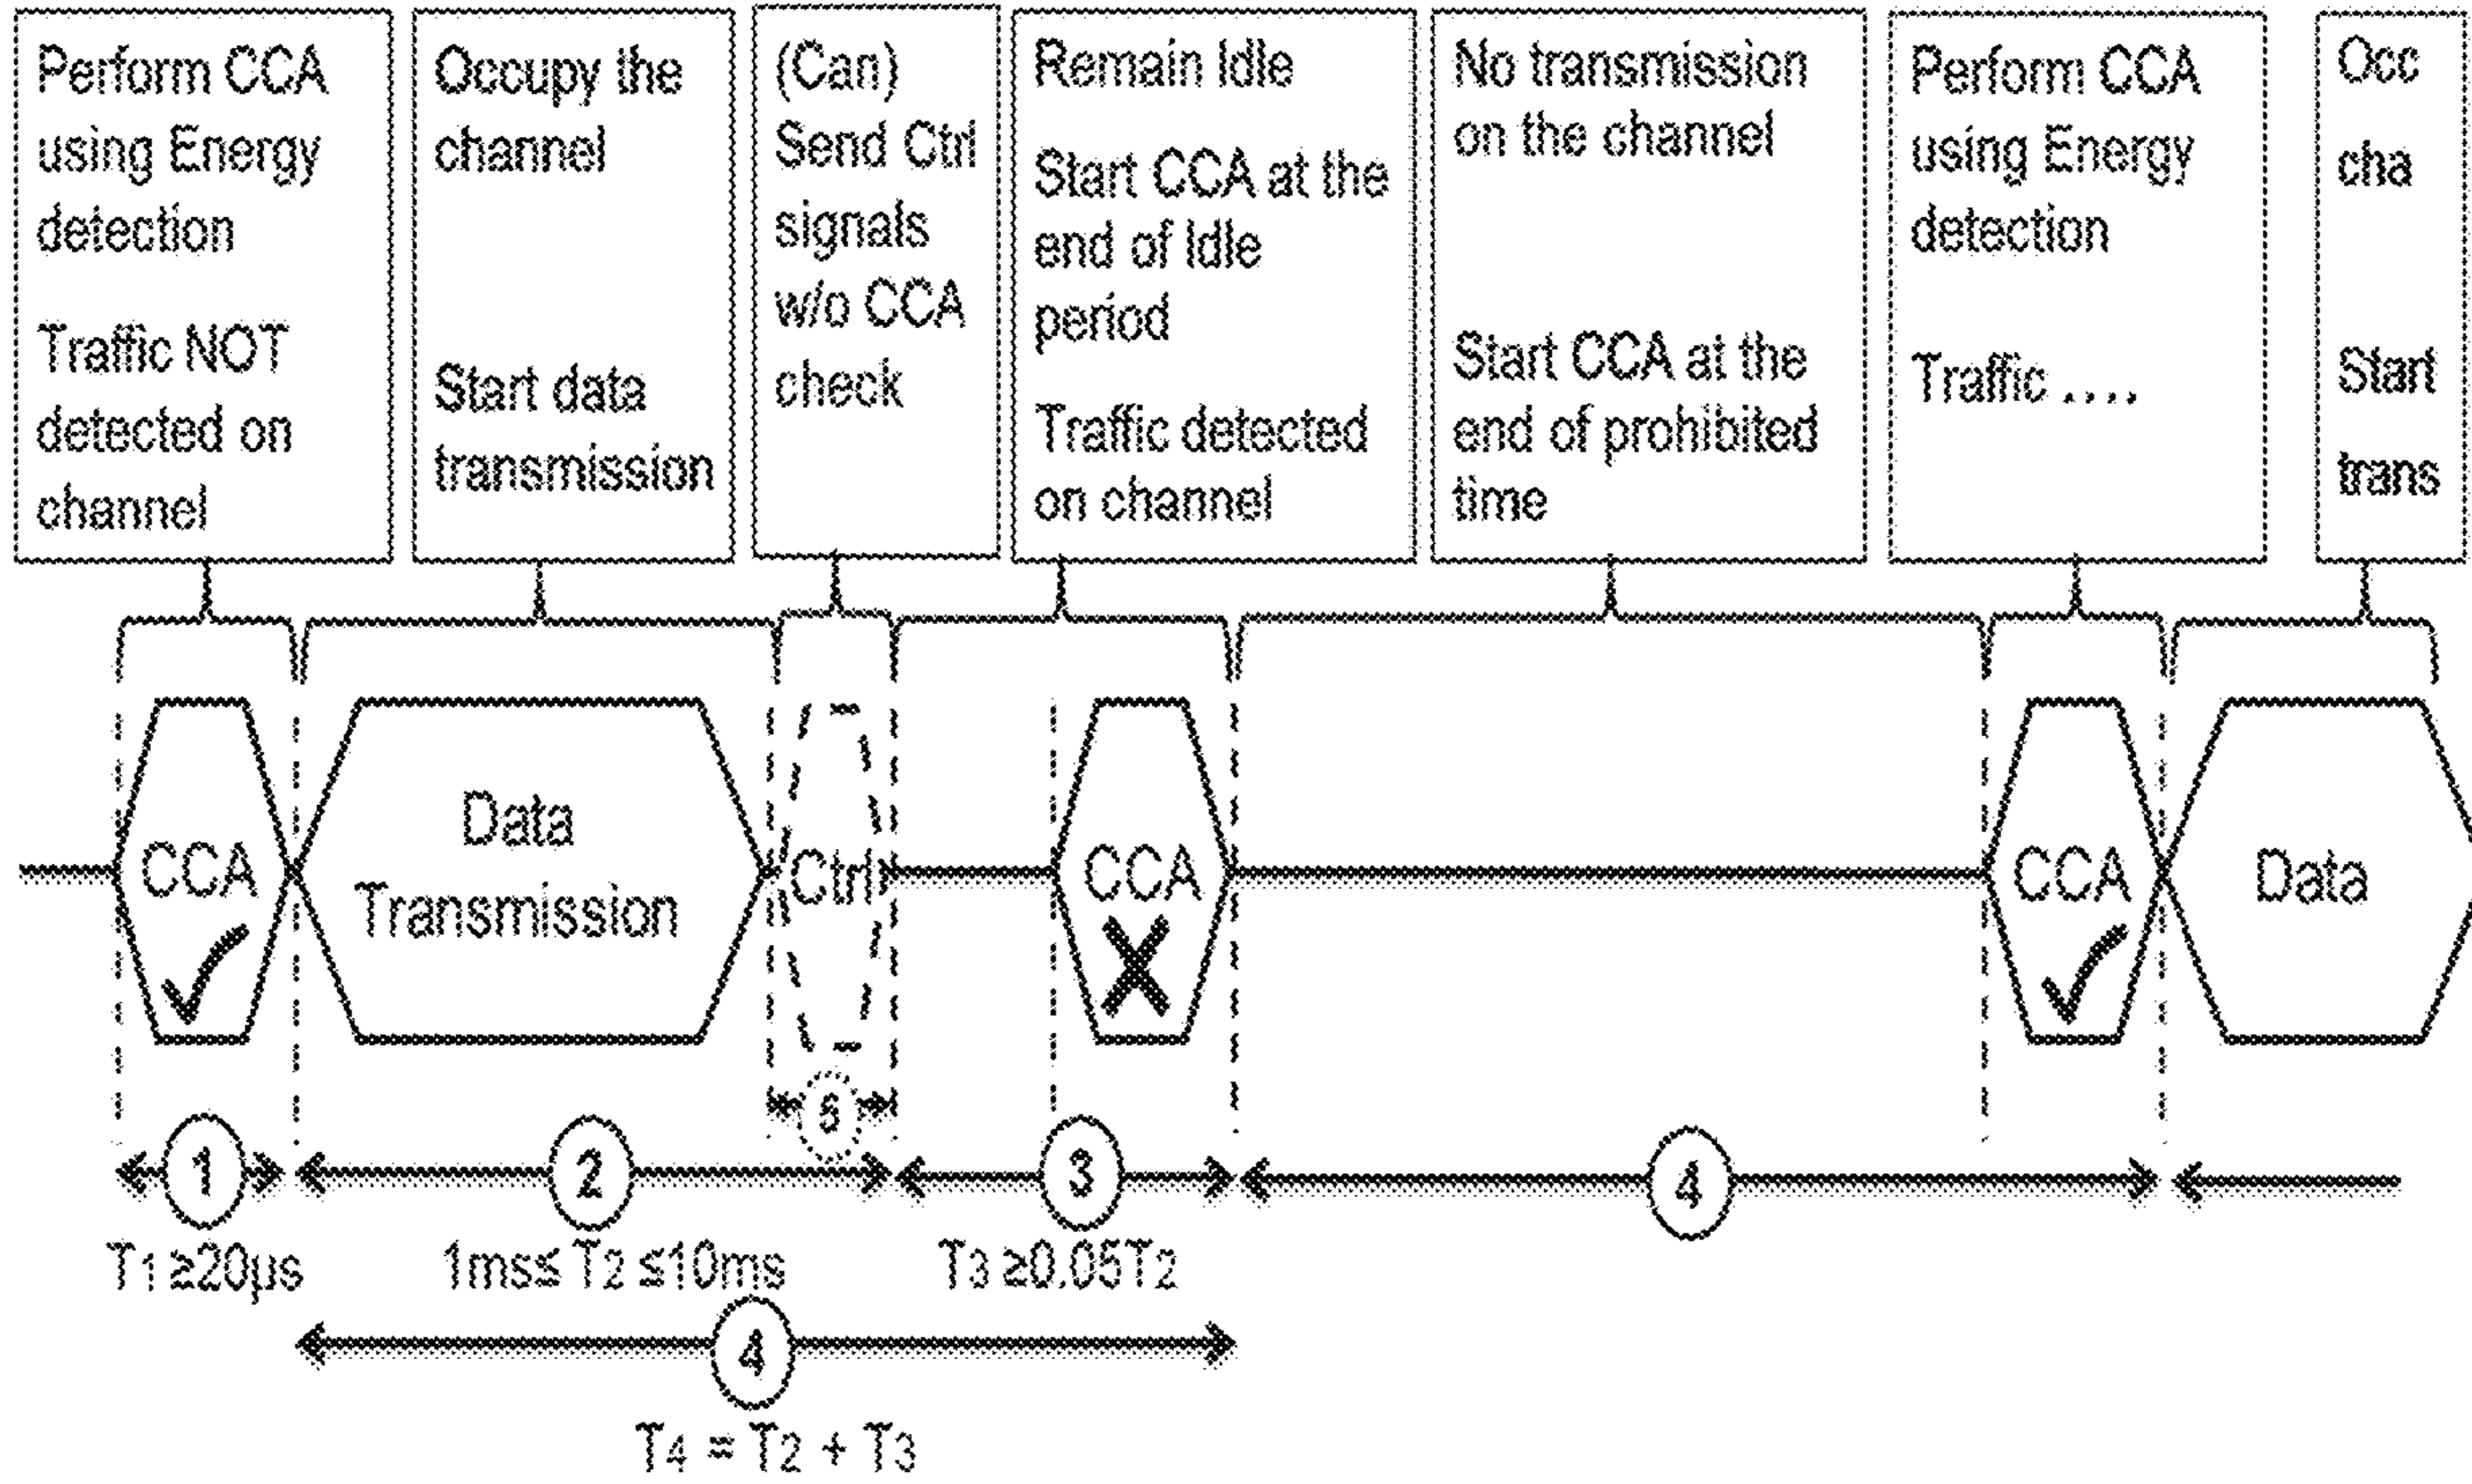 Perform CCA
using Energy
detection
Traffic NOT
detected on
channel
Occupy the
channel
Start data
transmission
(Can)
Send Ctrl
signals
w/o CCA
check
Remain Idle
Start CCA at the
end of Idle
period
Traffic detected
on channel
No transmission
on the channel
Start CCA at the
end of prohibited
time
Perform CCA
using Energy
detection
Traffic ....
Occ
cha
Start
trans
CCA
Data
Transmission
Ctrl
CCA
CCA
Data
5
1
2
3
4
T1 ≥20µs
1ms≤ T2 ≤10ms
T3 ≥0.05T2
4
T4 = T2 + T3